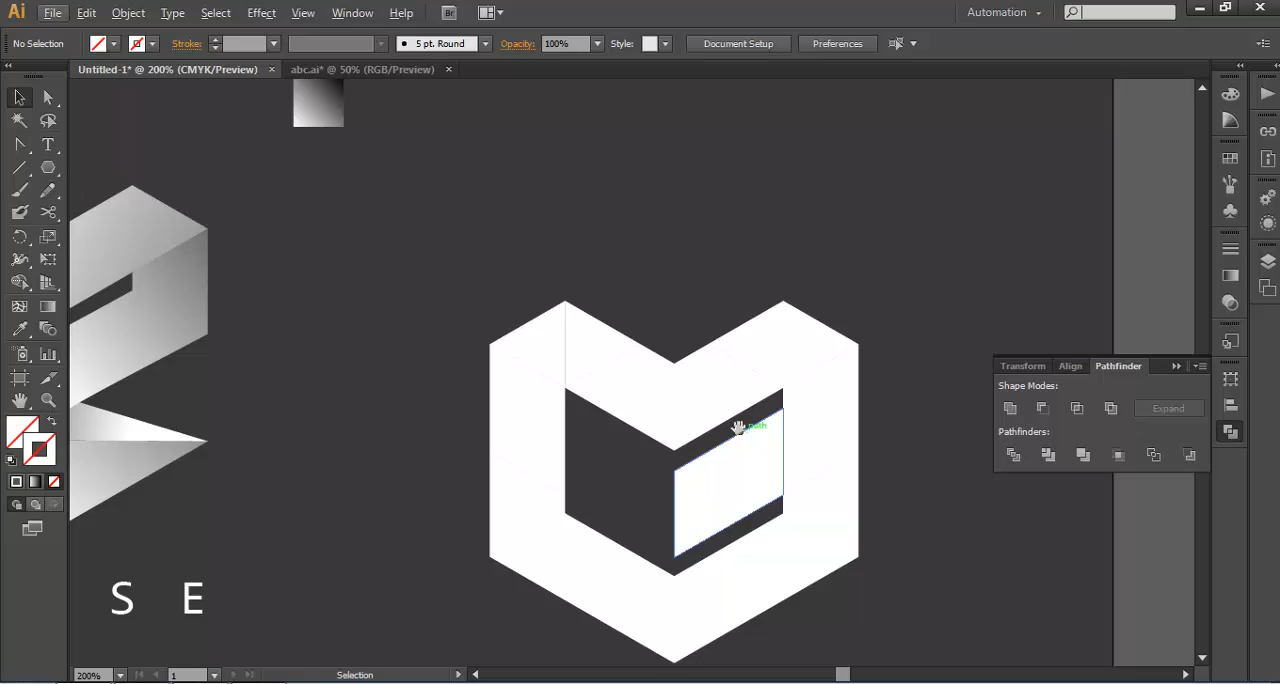 Ai File Edit Object Type Select Effect View Window Help Br Automation
No Selection Stroke: 5 pt. Round Opacity: 100% Style: Document Setup Preferences
Untitled-1* @ 200% (CMYK/Preview) × abc.ai* @ 50% (RGB/Preview) ×
Transform Align Pathfinder
Shape Modes:
Expand
path
Pathfinders:
S E
200% 1 Selection